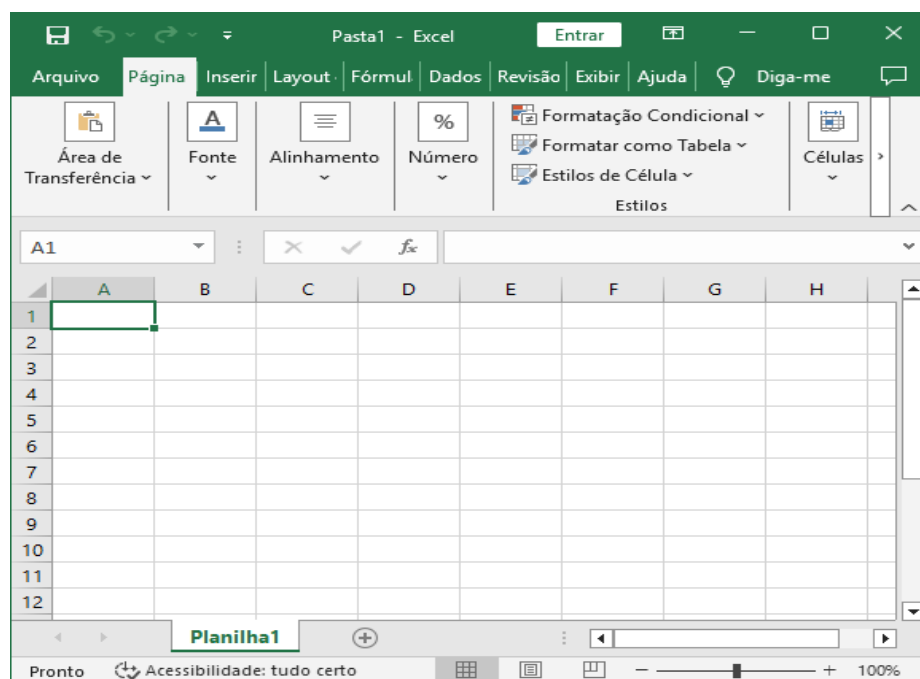 Pasta1 - Excel Entrar
Arquivo Página Inserir Layout Fórmul Dados Revisão Exibir Ajuda Diga-me
Área de Transferência
Fonte
Alinhamento
%
Número
Formatação Condicional
Formatar como Tabela
Estilos de Célula
Estilos
Células
A1 fx
A B C D E F G H
1
2
3
4
5
6
7
8
9
10
11
12
Planilha1
Pronto Acessibilidade: tudo certo 100%